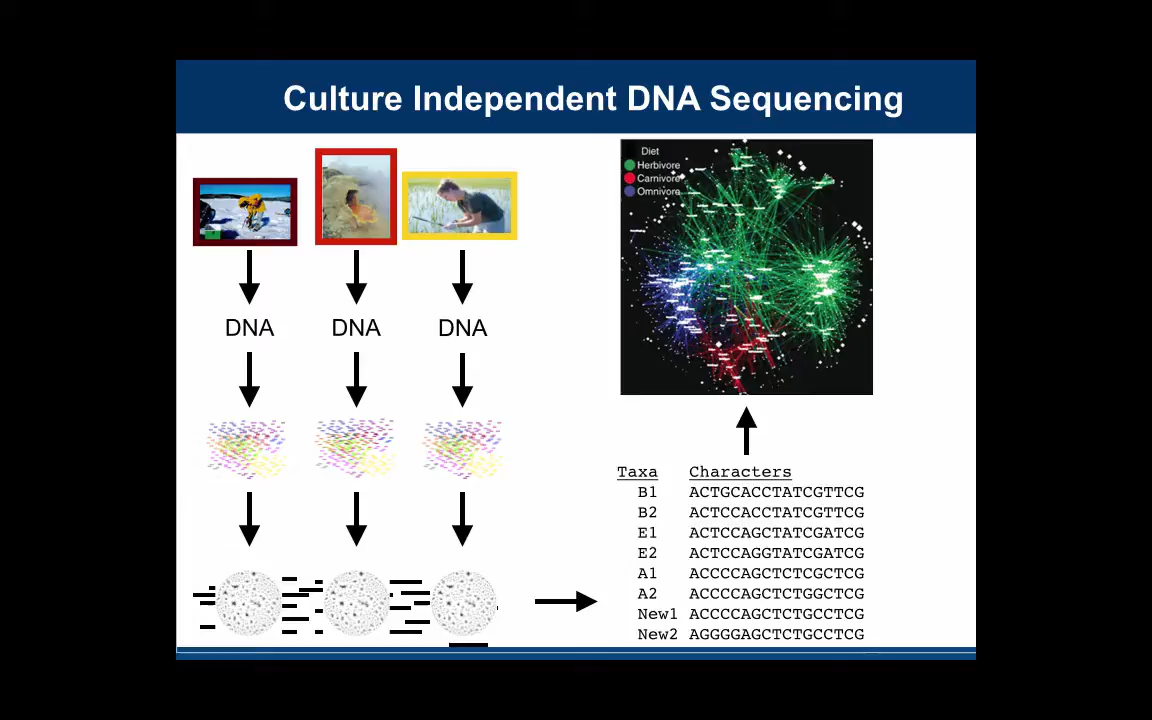 Culture Independent DNA Sequencing
DNA DNA DNA
Diet
Herbivore
Carnivore
Omnivore
Taxa Characters
B1 ACTGCACCTATCGTTCG
B2 ACTCCACCTATCGTTCG
E1 ACTCCAGCTATCGATCG
E2 ACTCCAGGTATCGATCG
A1 ACCCCAGCTCTCGCTCG
A2 ACCCCAGCTCTGGCTCG
New1 ACCCCAGCTCTGCCTCG
New2 AGGGGAGCTCTGCCTCG